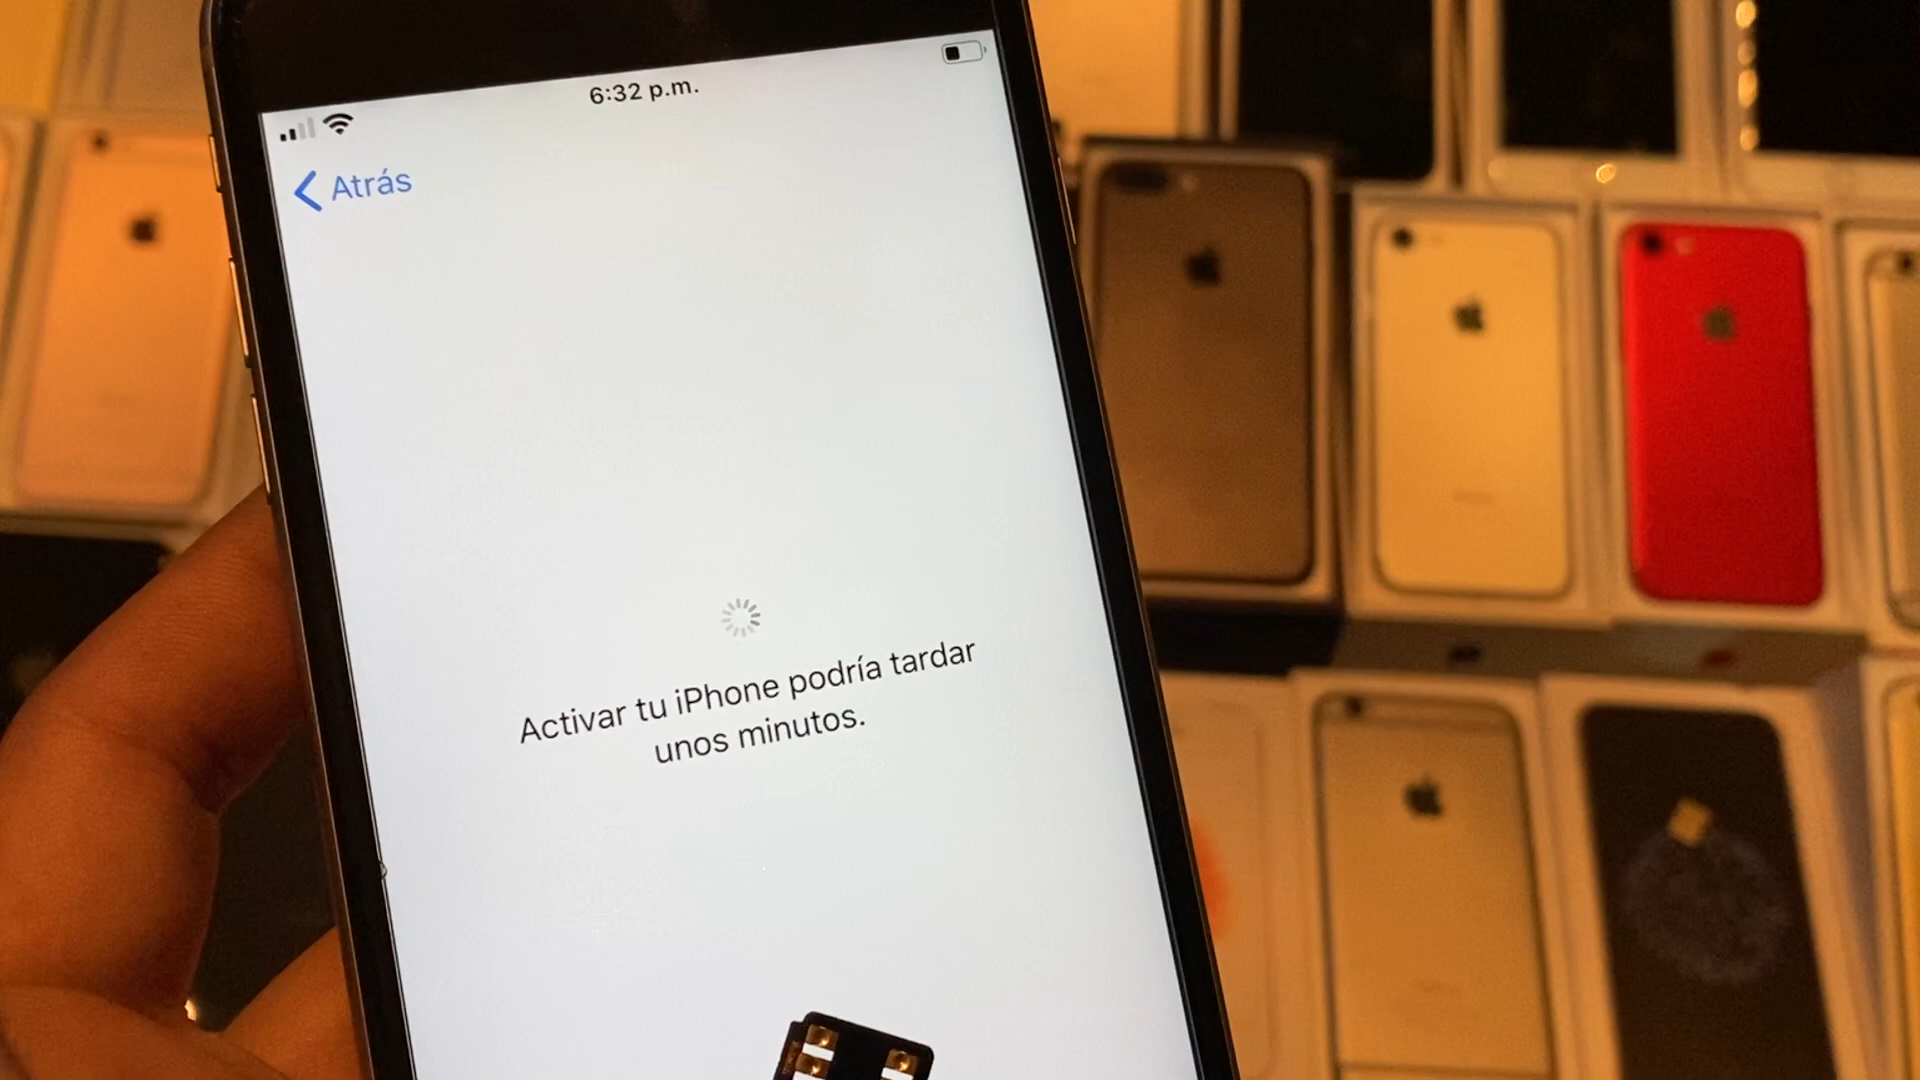 6:32 p.m.
Atrás
Activar tu iPhone podría tardar
unos minutos.